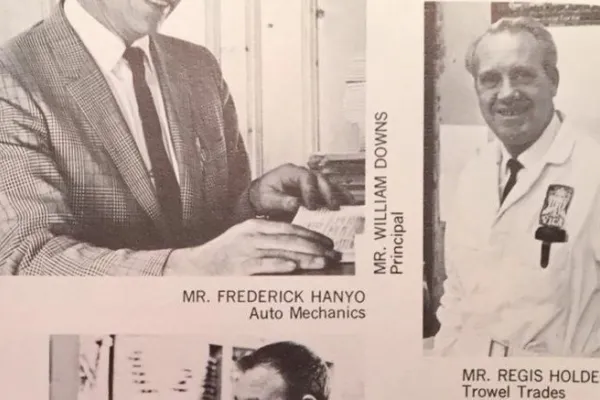 MR. WILLIAM DOWNS
Principal
MR. FREDERICK HANYO
Auto Mechanics
MR. REGIS HOLDE
Trowel Trades